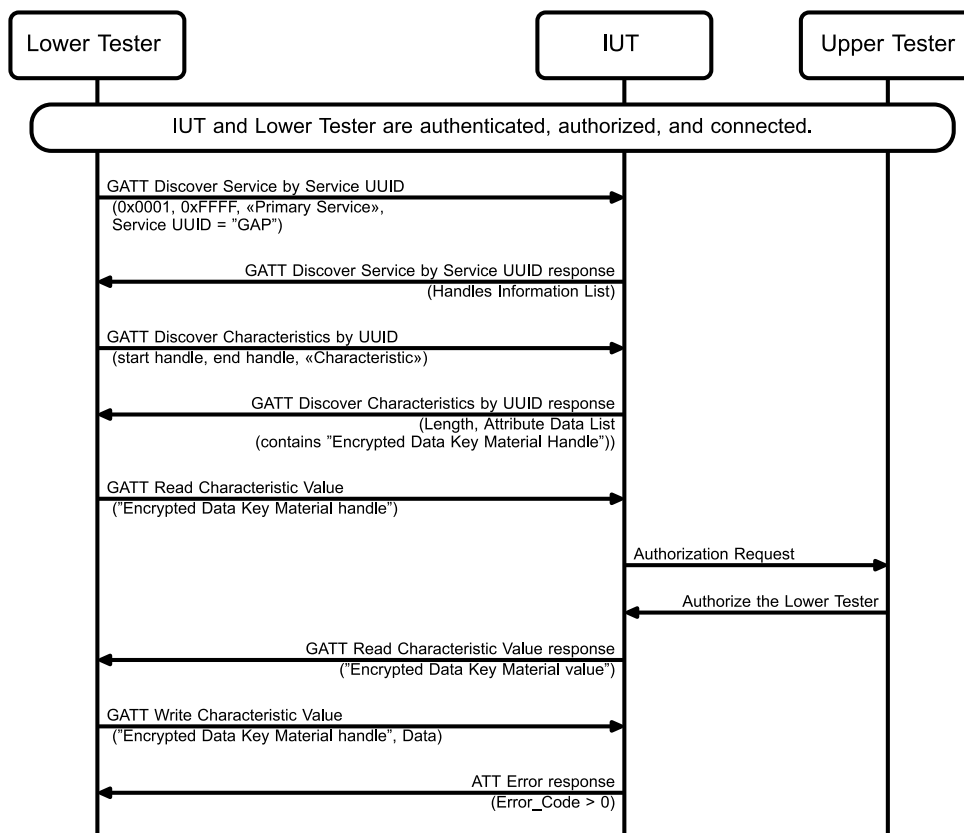 Lower Tester
IUT
Upper Tester
IUT and Lower Tester are authenticated, authorized, and connected.
GATT Discover Service by Service UUID
(0x0001, 0xFFFF, «Primary Service»,
Service UUID = ”GAP”)
GATT Discover Service by Service UUID response
(Handles Information List)
GATT Discover Characteristics by UUID
(start handle, end handle, «Characteristic»)
GATT Discover Characteristics by UUID response
(Length, Attribute Data List
(contains ”Encrypted Data Key Material Handle”))
GATT Read Characteristic Value
(”Encrypted Data Key Material handle”)
Authorization Request
Authorize the Lower Tester
GATT Read Characteristic Value response
(”Encrypted Data Key Material value”)
GATT Write Characteristic Value
(”Encrypted Data Key Material handle”, Data)
ATT Error response
(Error_Code > 0)